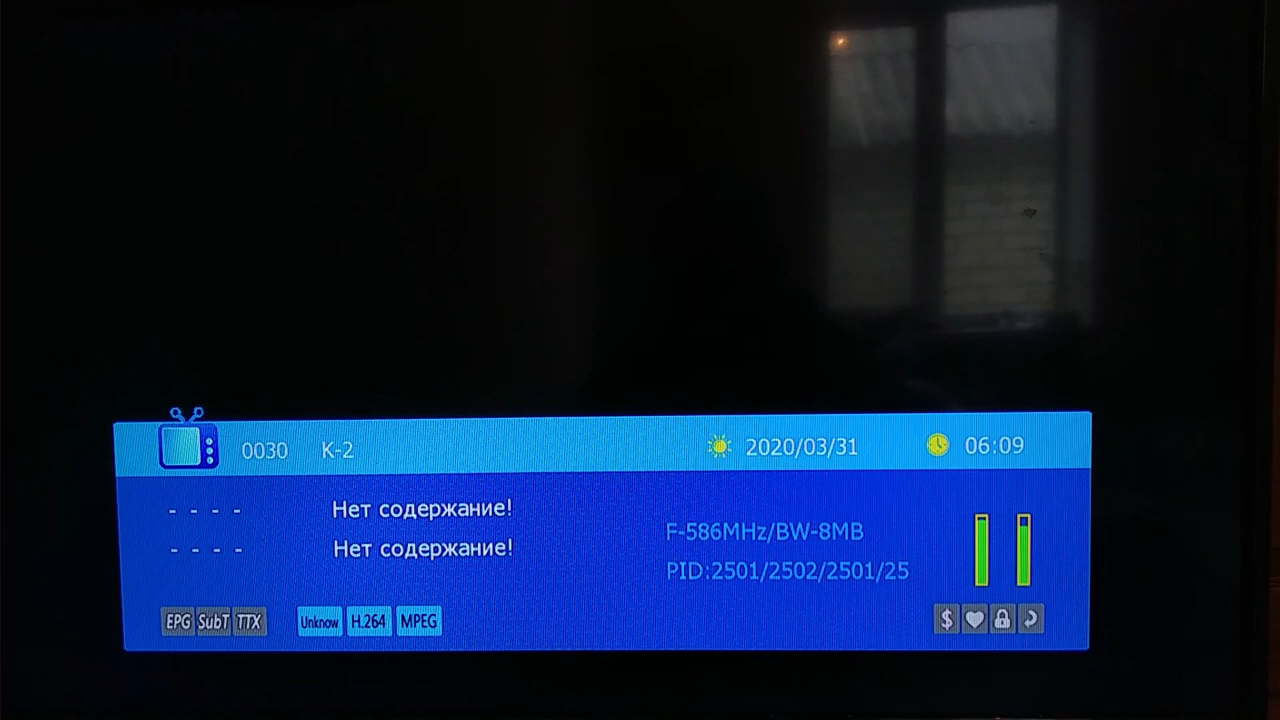 0030 K-2 2020/03/31 06:09
- - - - Нет содержание!
- - - - Нет содержание!
F-586MHz/BW-8MB
PID:2501/2502/2501/25
EPG SubT TTX Unknow H.264 MPEG $